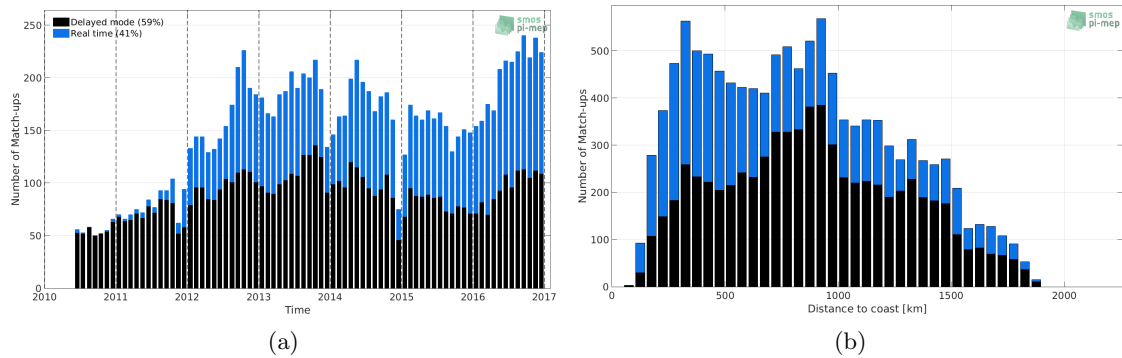 Delayed mode (59%)
Real time (41%)
smos
pi-mep
250
200
150
100
50
0
Number of Match-ups
2010
2011
2012
2013
2014
2015
2016
2017
Time
(a)
smos
pi-mep
500
400
300
200
100
0
Number of Match-ups
0
500
1000
1500
2000
Distance to coast [km]
(b)